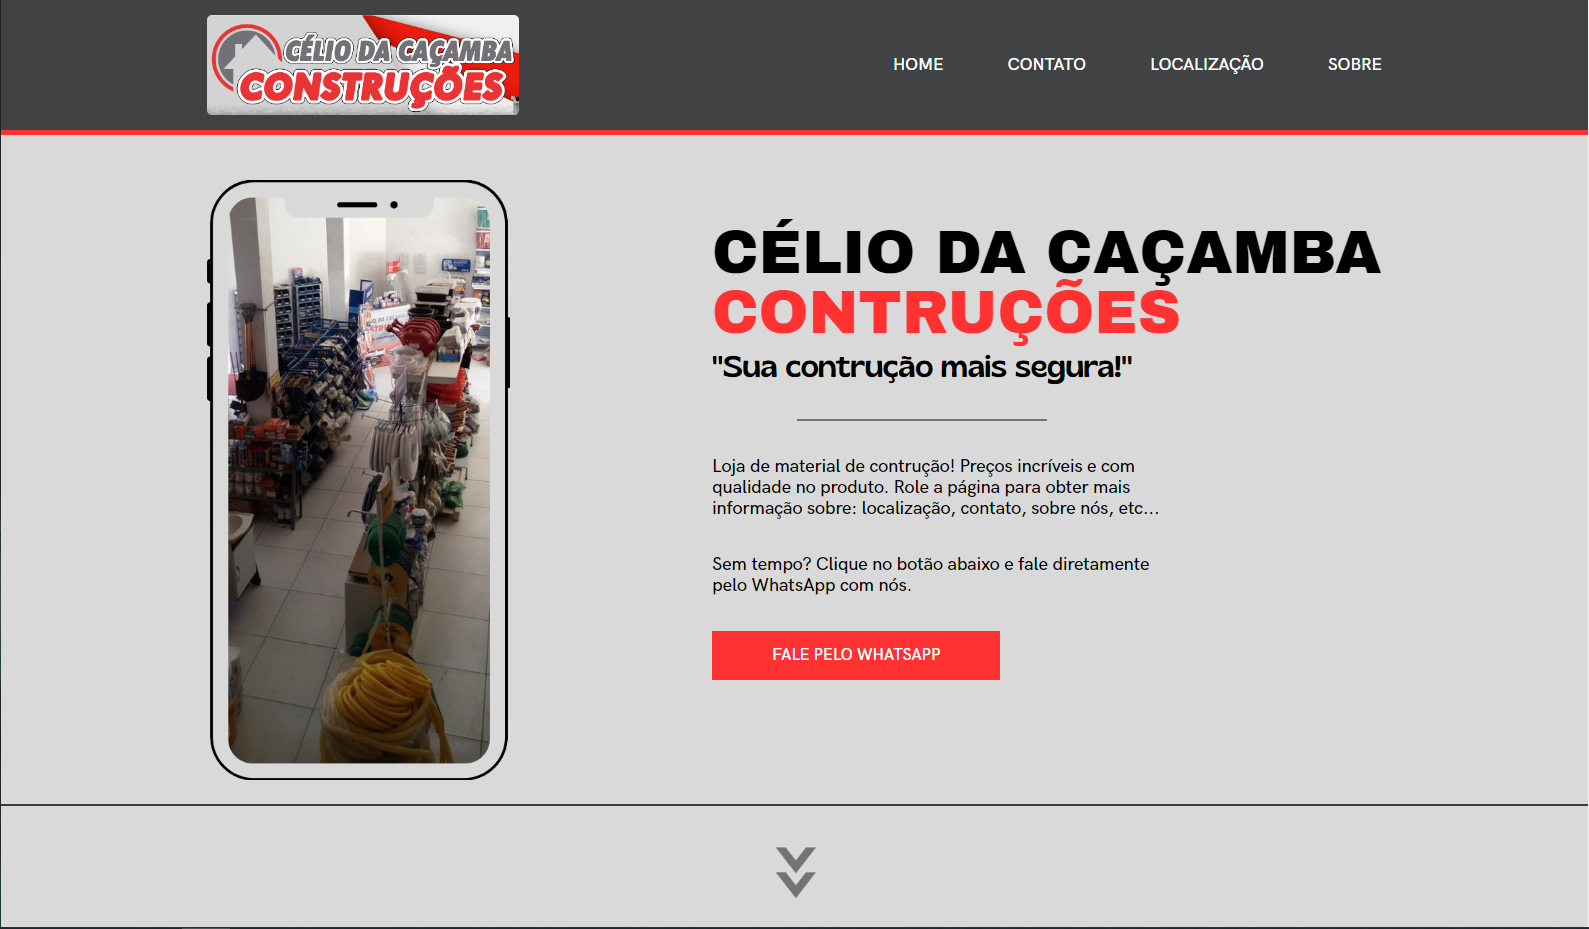 CÉLIO DA CAÇAMBA
CONSTRUÇÕES
HOME CONTATO LOCALIZAÇÃO SOBRE
CÉLIO DA CAÇAMBA
CONTRUÇÕES
"Sua contrução mais segura!"
Loja de material de contrução! Preços incríveis e com
qualidade no produto. Role a página para obter mais
informação sobre: localização, contato, sobre nós, etc...
Sem tempo? Clique no botão abaixo e fale diretamente
pelo WhatsApp com nós.
FALE PELO WHATSAPP